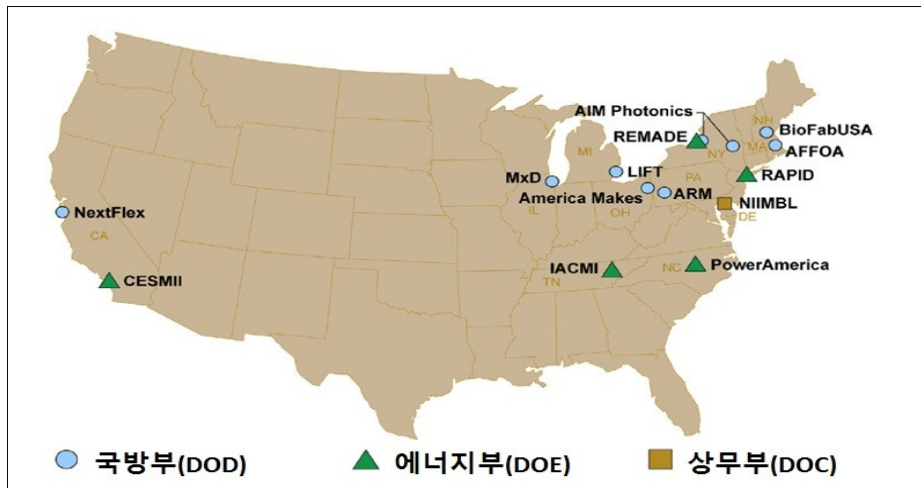 AIM Photonics
REMADE
NH
BioFabUSA
NY
MA
AFFOA
MI
MxD
LIFT
PA
RAPID
America Makes
ARM
IL
OH
NIIMBL
DE
NextFlex
CA
CESMII
IACMI
TN
NC
PowerAmerica
국방부(DOD)
에너지부(DOE)
상무부(DOC)